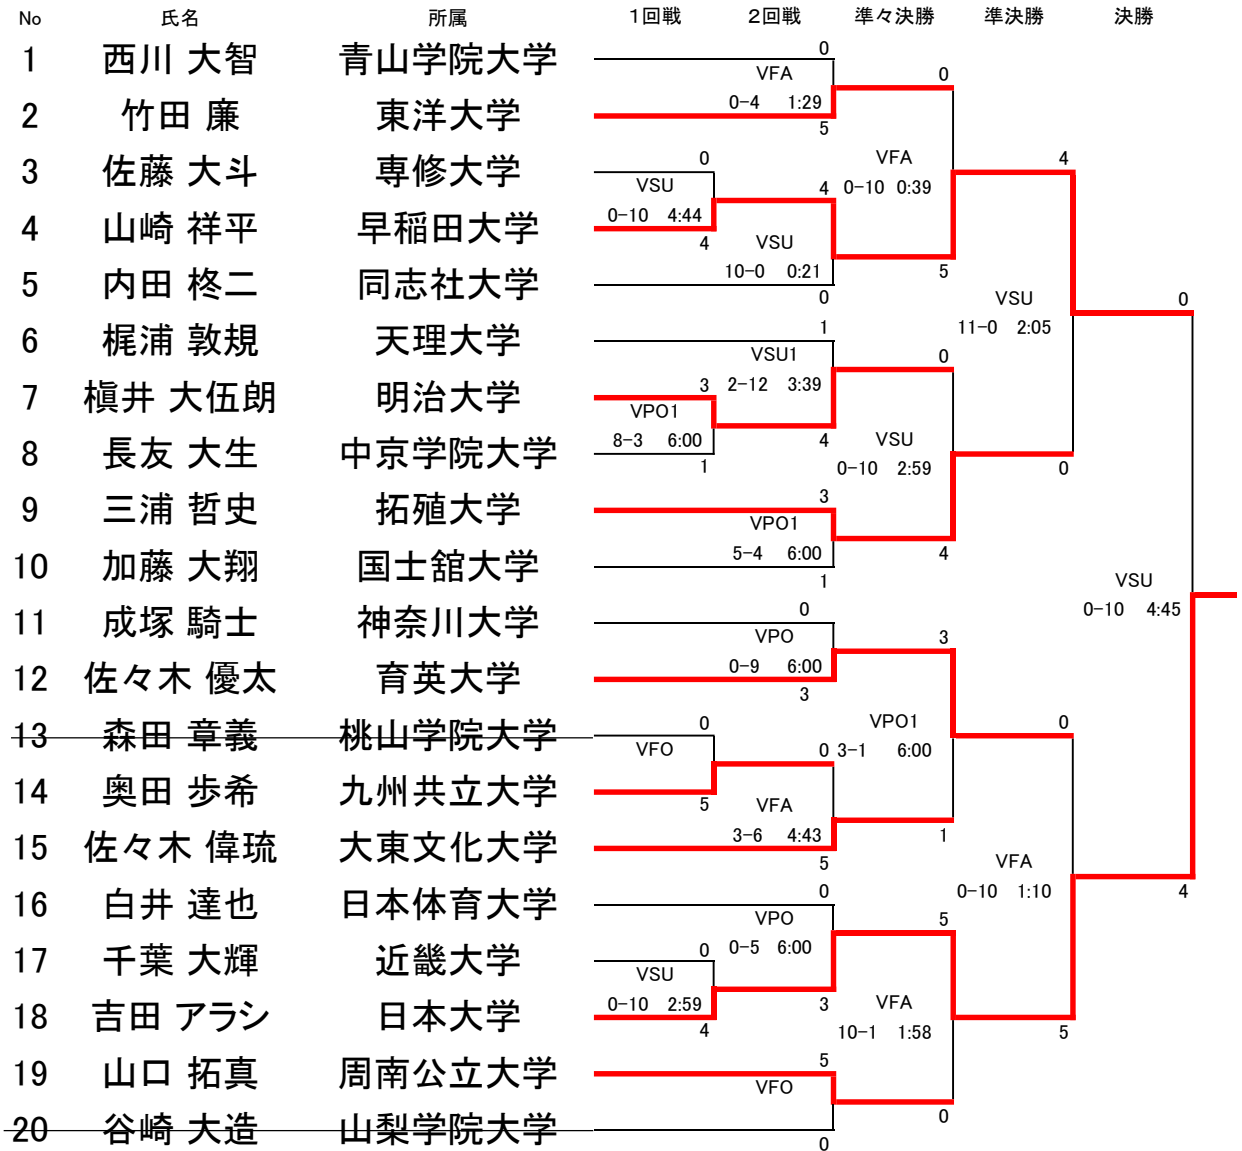 No 氏名 所属 1回戦 2回戦 準々決勝 準決勝 決勝
0
1 西川 大智 青山学院大学
VFA 0
0-4 1:29
2 竹田 廉 東洋大学
5
0 VFA 4
3 佐藤 大斗 専修大学
VSU 4 0-10 0:39
0-10 4:44
4 山崎 祥平 早稲田大学
4 VSU
10-0 0:21 5
5 内田 柊二 同志社大学
0 VSU 0
1 11-0 2:05
6 梶浦 敦規 天理大学
VSU1 0
3 2-12 3:39
7 槇井 大伍朗 明治大学
VPO1
8-3 6:00 4 VSU
8 長友 大生 中京学院大学
1 0-10 2:59 0
3
9 三浦 哲史 拓殖大学
VPO1
5-4 6:00 4
10 加藤 大翔 国士舘大学
1 VSU
0 0-10 4:45
11 成塚 騎士 神奈川大学
VPO 3
0-9 6:00
12 佐々木 優太 育英大学
3
0 VPO1 0
13 森田 章義 桃山学院大学
VFO 0 3-1 6:00
14 奥田 歩希 九州共立大学
5 VFA
3-6 4:43 1
15 佐々木 偉琉 大東文化大学
5 VFA
0 0-10 1:10 4
16 白井 達也 日本体育大学
VPO 5
0 0-5 6:00
17 千葉 大輝 近畿大学
VSU
0-10 2:59 3 VFA
18 吉田 アラシ 日本大学
4 10-1 1:58 5
5
19 山口 拓真 周南公立大学
VFO
0
20 谷崎 大造 山梨学院大学
0